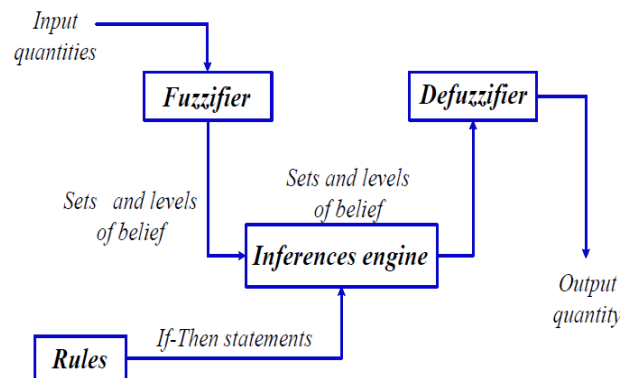 Input
quantities
Fuzzifier
Defuzzifier
Sets and levels
of belief
Sets and levels
of belief
Inferences engine
Output
quantity
If-Then statements
Rules